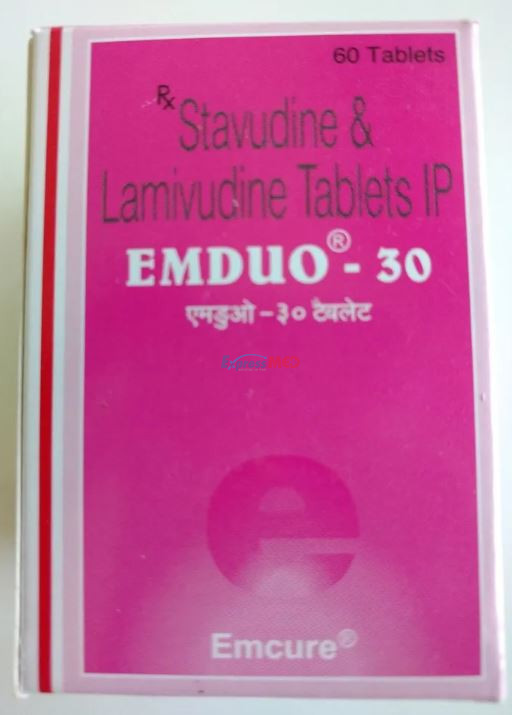 60 Tablets
Rx Stavudine &
Lamivudine Tablets IP
EMDUO® - 30
एमडुओ - ३० टैबलेट
e
Emcure®